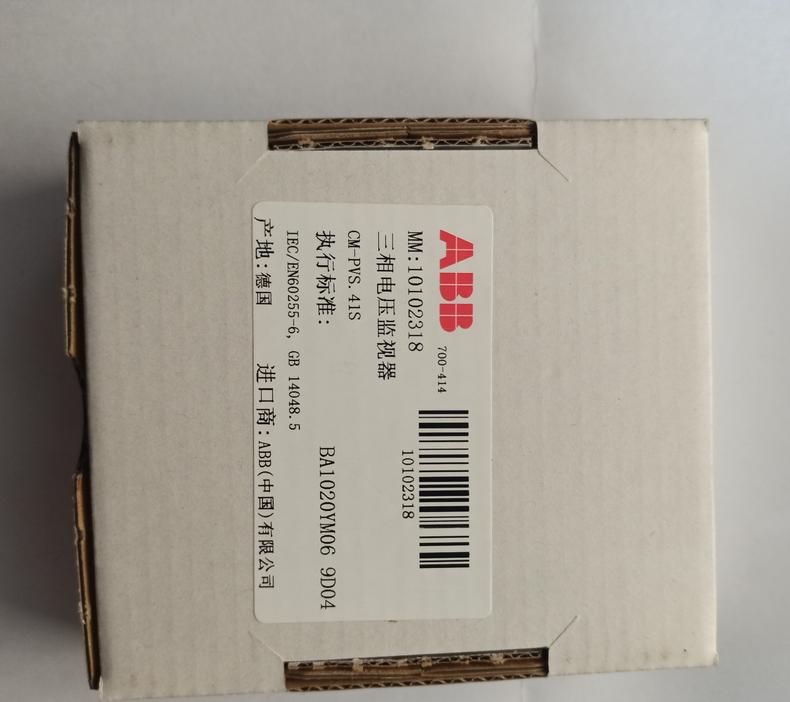 ABB
700-414
MM:10102318
10102318
三相电压监视器
CM-PVS.41S
执行标准:
BA1020YM06 9D04
IEC/EN60255-6, GB 14048.5
产地:德国 进口商:ABB(中国)有限公司